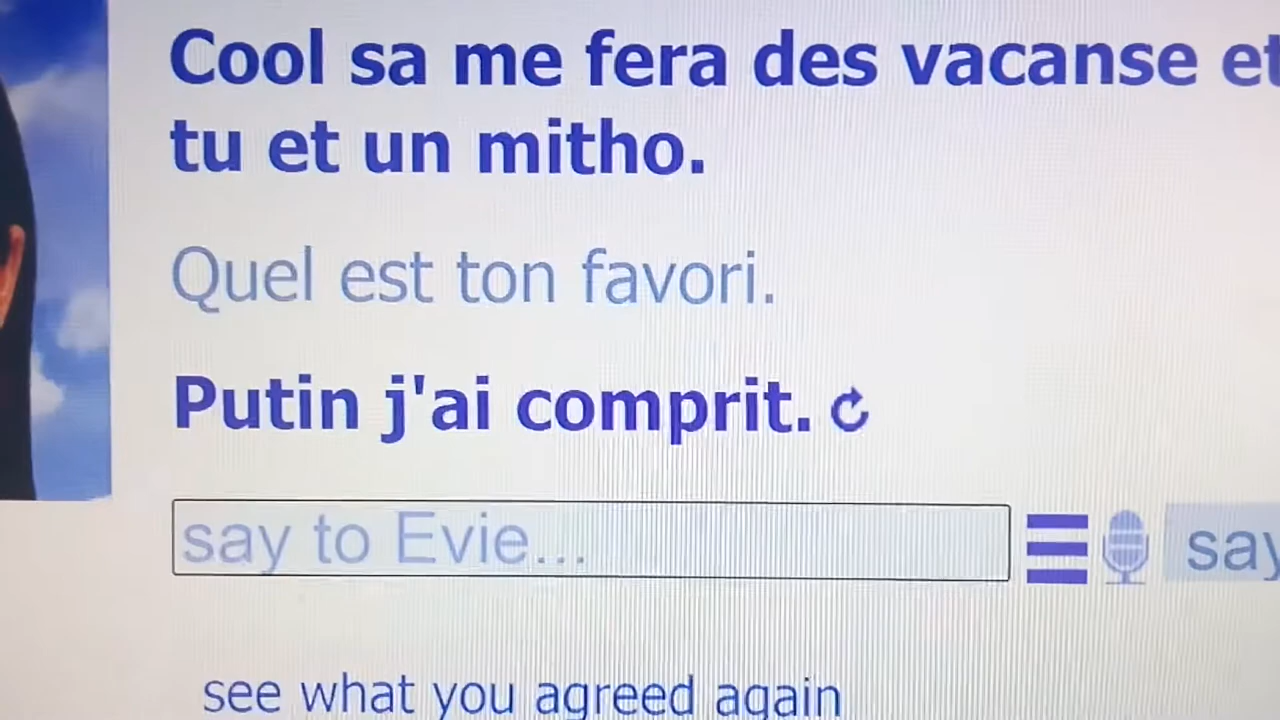 Cool sa me fera des vacanse et
tu et un mitho.
Quel est ton favori.
Putin j'ai comprit.
say to Evie...
say
see what you agreed again